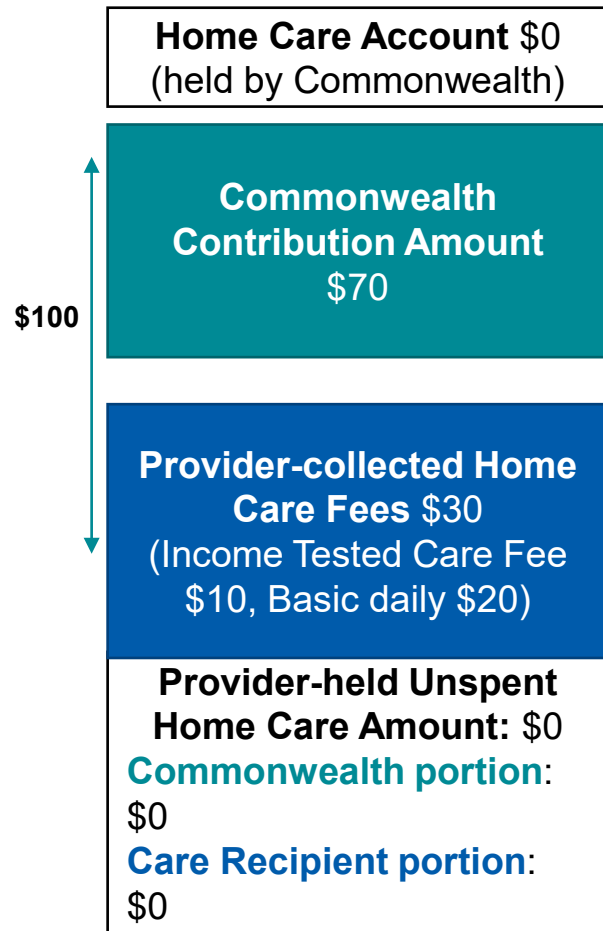 Home Care Account $0
(held by Commonwealth)
Commonwealth
Contribution Amount
$70
$100
Provider-collected Home
Care Fees $30
(Income Tested Care Fee
$10, Basic daily $20)
Provider-held Unspent
Home Care Amount: $0
Commonwealth portion:
$0
Care Recipient portion:
$0